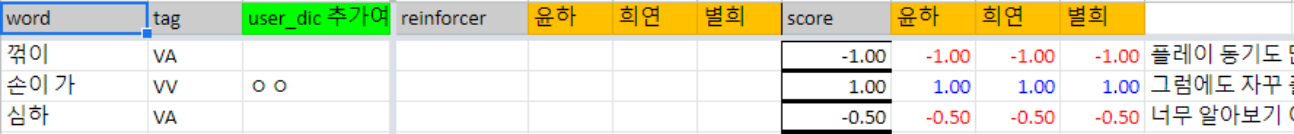 word tag user_dic 추가여 reinforcer 윤하 희연 별희 score 윤하 희연 별희
꺾이 VA -1.00 -1.00 -1.00 -1.00 플레이 동기도
손이 가 VV ㅇㅇ 1.00 1.00 1.00 1.00 그럼에도 자꾸
심하 VA -0.50 -0.50 -0.50 -0.50 너무 알아보기